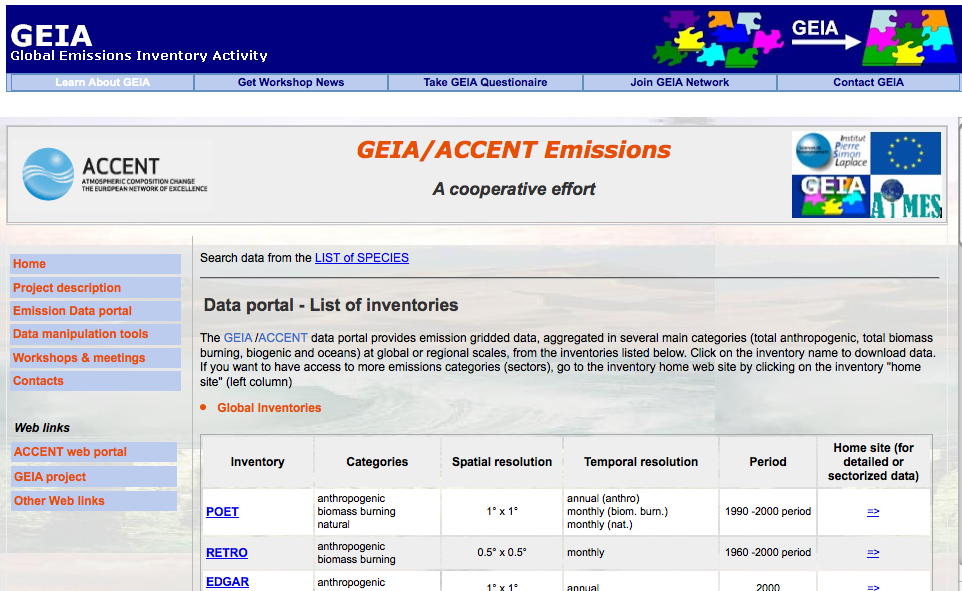 GEIA
Global Emissions Inventory Activity
GEIA
Learn About GEIA
Get Workshop News
Take GEIA Questionaire
Join GEIA Network
Contact GEIA
ACCENT
ATMOSPHERIC COMPOSITION CHANGE
THE EUROPEAN NETWORK OF EXCELLENCE
GEIA/ACCENT Emissions
A cooperative effort
Institut
Pierre
Simon
Laplace
GEIA
AIMES
Home
Project description
Emission Data portal
Data manipulation tools
Workshops & meetings
Contacts
Web links
ACCENT web portal
GEIA project
Other Web links
Search data from the LIST of SPECIES
Data portal - List of inventories
The GEIA /ACCENT data portal provides emission gridded data, aggregated in several main categories (total anthropogenic, total biomass
burning, biogenic and oceans) at global or regional scales, from the inventories listed below. Click on the inventory name to download data.
If you want to have access to more emissions categories (sectors), go to the inventory home web site by clicking on the inventory "home
site" (left column)
• Global Inventories
Inventory
Categories
Spatial resolution
Temporal resolution
Period
Home site (for
detailed or
sectorized data)
POET
anthropogenic
biomass burning
natural
1° x 1°
annual (anthro)
monthly (biom. burn.)
monthly (nat.)
1990 -2000 period
=>
RETRO
anthropogenic
biomass burning
0.5° x 0.5°
monthly
1960 -2000 period
=>
EDGAR
anthropogenic
1° x 1°
annual
2000
=>